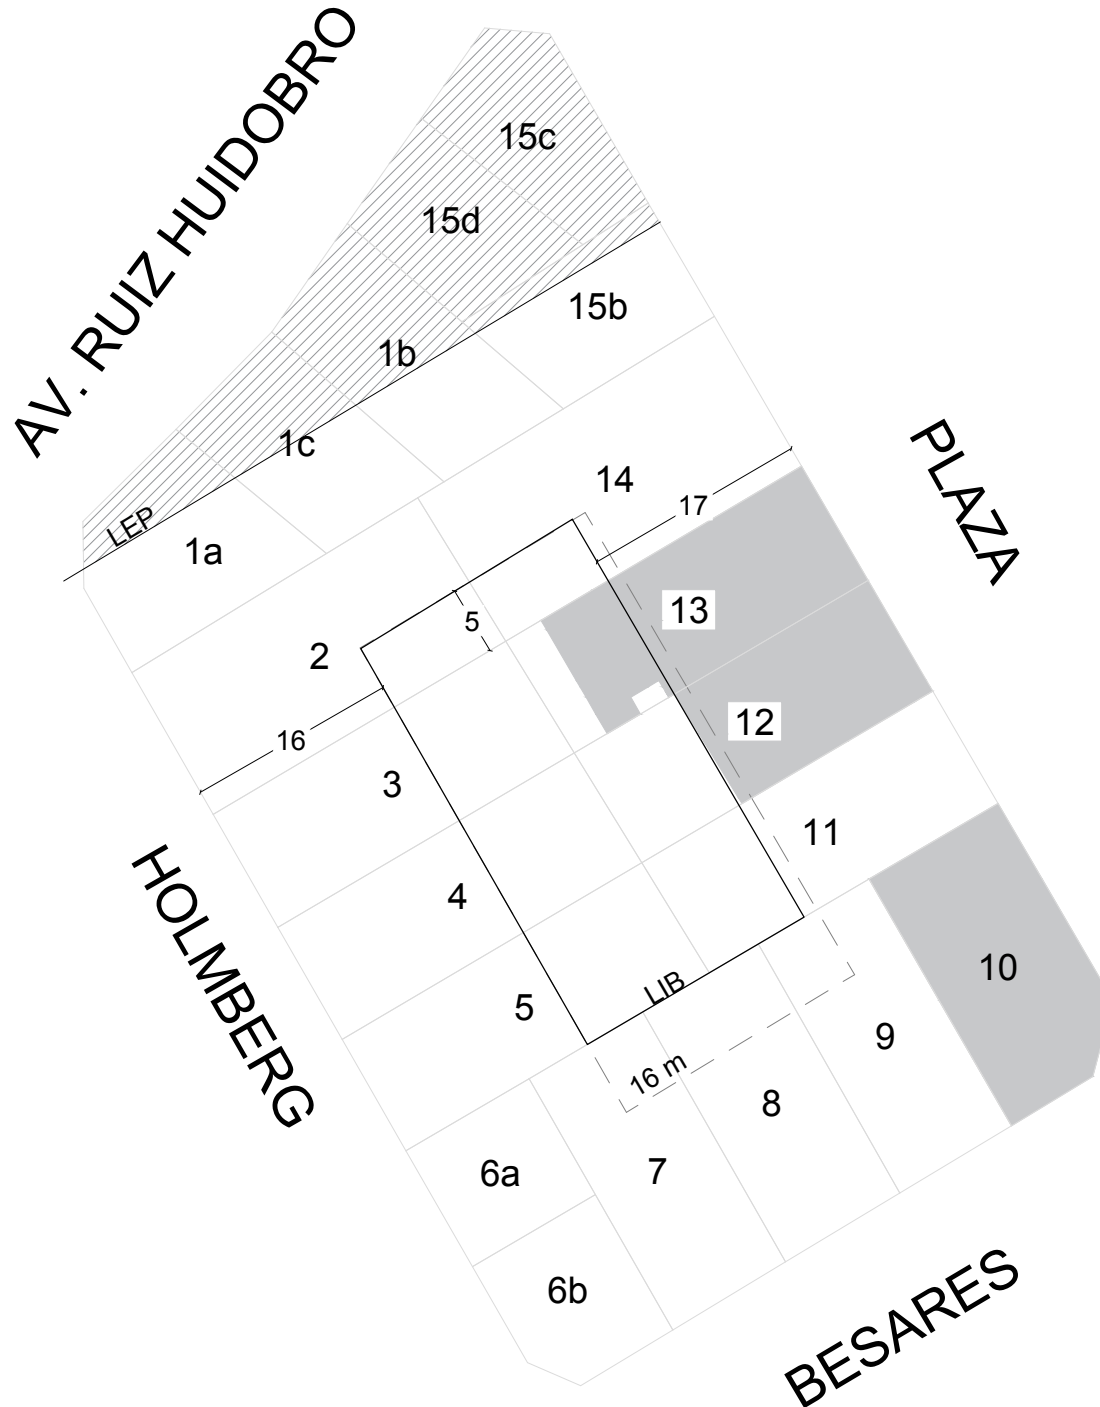 AV. RUIZ HUIDOBRO
15c
15d
15b
1b
1c
LEP
1a
14
17
PLAZA
13
5
2
12
16
3
11
4
HOLMBERG
10
LIB
5
9
16 m
8
7
6a
6b
BESARES